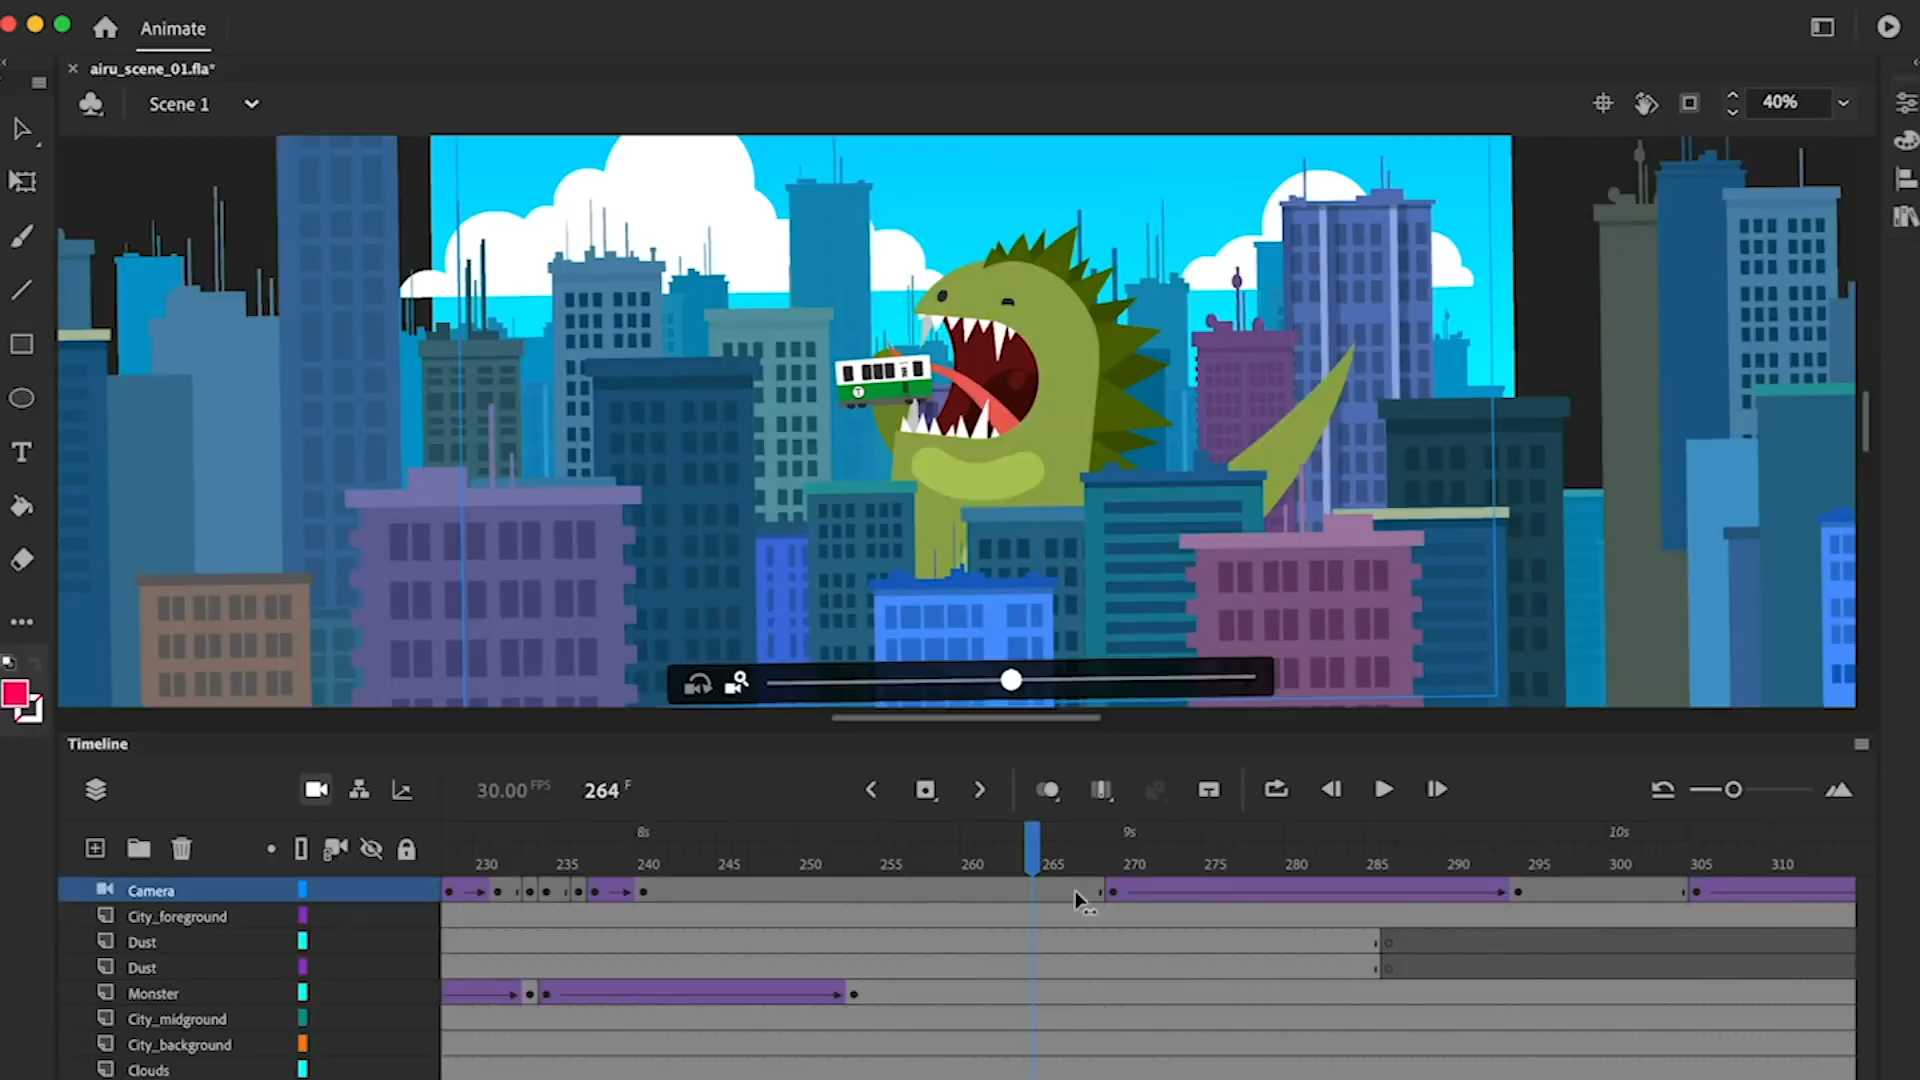 Animate
airu_scene_01.fla*
Scene 1
40%
T
T
Timeline
30.00 FPS 264 F
8s 9s 10s
230 235 240 245 250 255 260 265 270 275 280 285 290 295 300 305 310
Camera
City_foreground
Dust
Dust
Monster
City_midground
City_background
Clouds